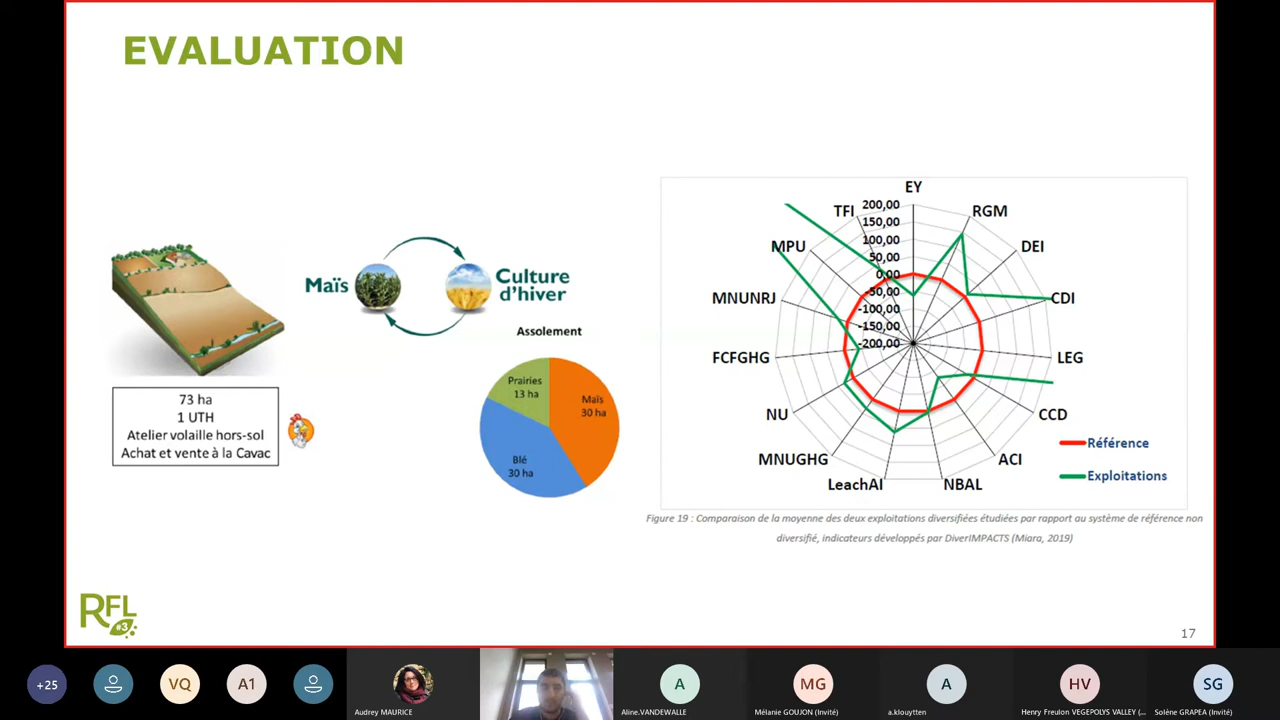 EVALUATION
Maïs
Culture
d'hiver
Assolement
Prairies
13 ha
Maïs
30 ha
Blé
30 ha
73 ha
1 UTH
Atelier volaille hors-sol
Achat et vente à la Cavac
EY
RGM
DEI
CDI
LEG
CCD
ACI
NBAL
LeachAI
MNUGHG
NU
FCFGHG
MNUNRJ
MPU
TFI
200,00
150,00
100,00
50,00
0,00
-50,00
-100,00
-150,00
-200,00
Référence
Exploitations
Figure 19 : Comparaison de la moyenne des deux exploitations diversifiées étudiées par rapport au système de référence non
diversifié, indicateurs développés par DiverIMPACTS (Miara, 2019)
RFL
#3
17
+25
VQ
A1
Audrey MAURICE
A
Aline.VANDEWALLE
MG
Mélanie GOUJON (Invité)
A
a.klouytten
HV
Henry Freulon VEGEPOLYS VALLEY (...
SG
Solène GRAPEA (Invité)